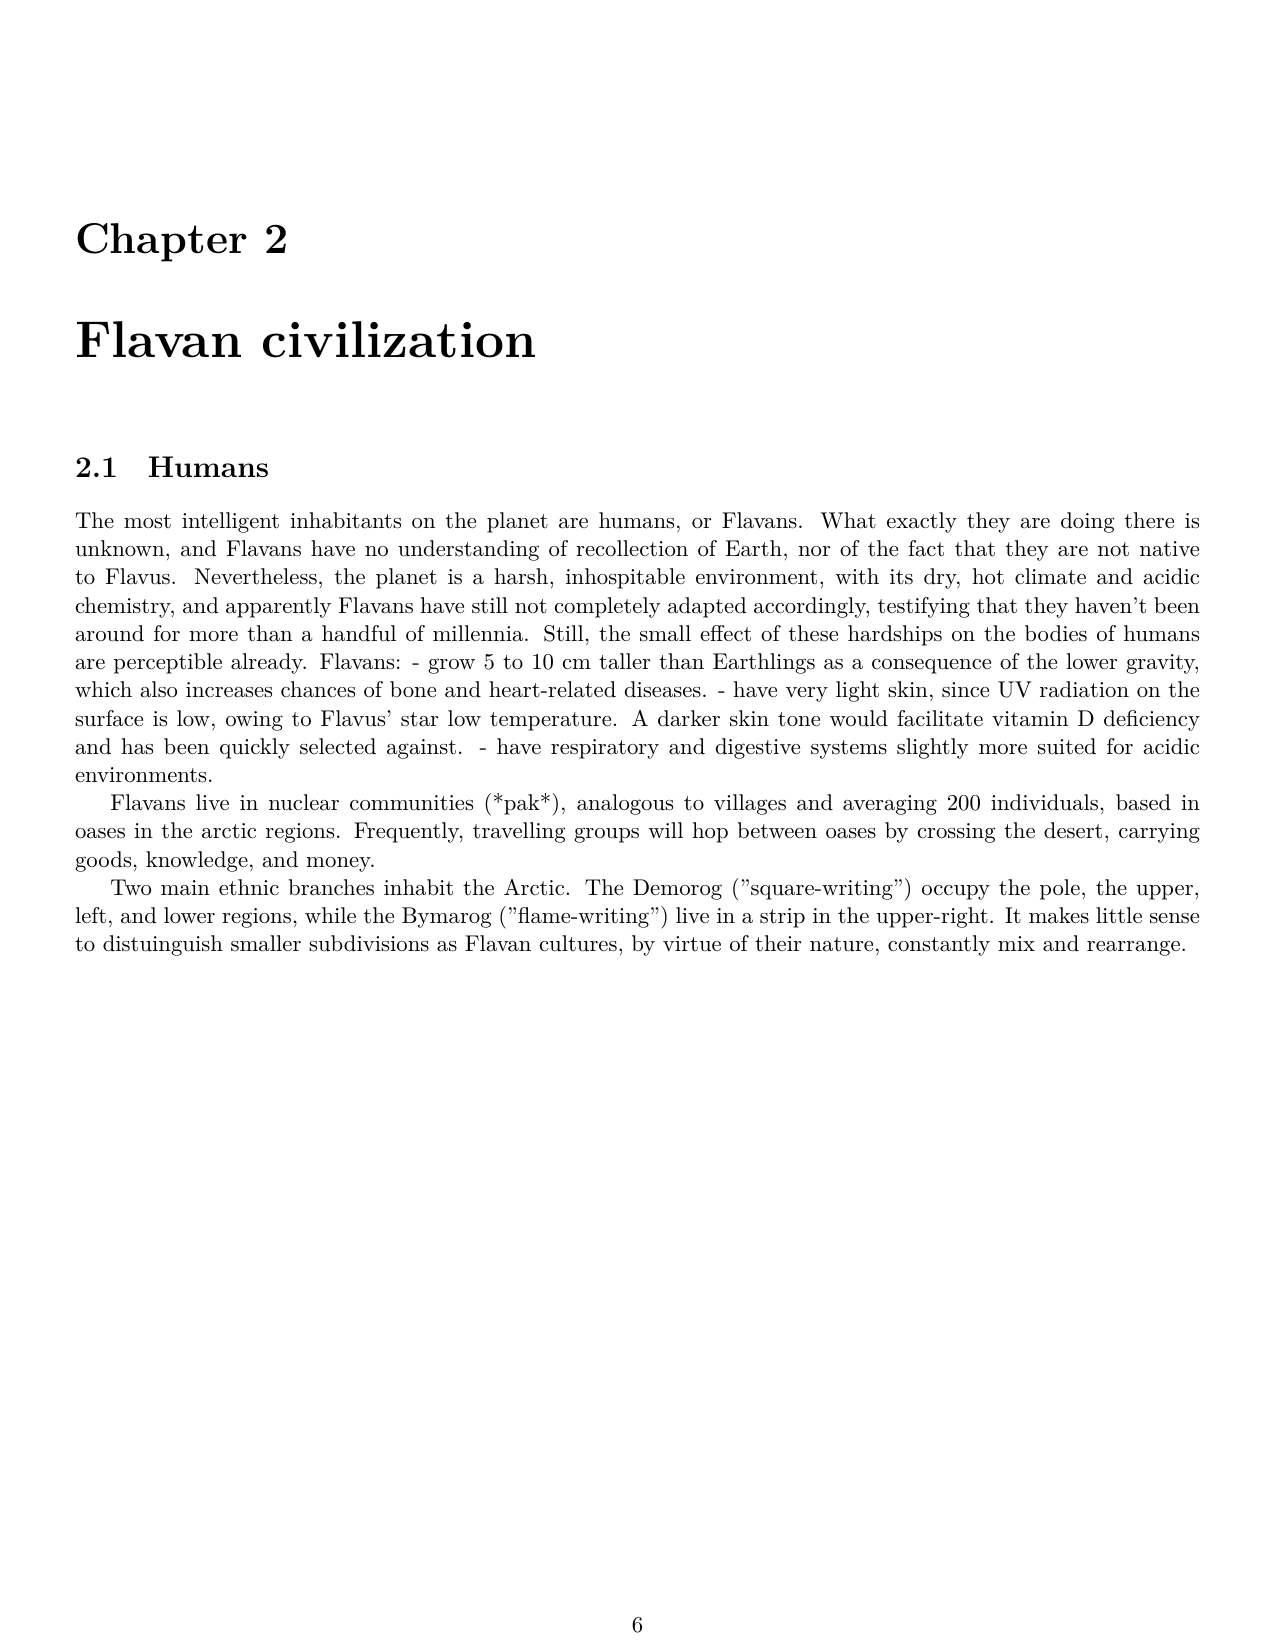 Chapter 2
Flavan civilization
2.1 Humans
The most intelligent inhabitants on the planet are humans, or Flavans. What exactly they are doing there is
unknown, and Flavans have no understanding of recollection of Earth, nor of the fact that they are not native
to Flavus. Nevertheless, the planet is a harsh, inhospitable environment, with its dry, hot climate and acidic
chemistry, and apparently Flavans have still not completely adapted accordingly, testifying that they haven't been
around for more than a handful of millennia. Still, the small effect of these hardships on the bodies of humans
are perceptible already. Flavans: - grow 5 to 10 cm taller than Earthlings as a consequence of the lower gravity,
which also increases chances of bone and heart-related diseases. - have very light skin, since UV radiation on the
surface is low, owing to Flavus' star low temperature. A darker skin tone would facilitate vitamin D deficiency
and has been quickly selected against. - have respiratory and digestive systems slightly more suited for acidic
environments.
Flavans live in nuclear communities (*pak*), analogous to villages and averaging 200 individuals, based in
oases in the arctic regions. Frequently, travelling groups will hop between oases by crossing the desert, carrying
goods, knowledge, and money.
Two main ethnic branches inhabit the Arctic. The Demorog (”square-writing”) occupy the pole, the upper,
left, and lower regions, while the Bymarog (”flame-writing”) live in a strip in the upper-right. It makes little sense
to distuinguish smaller subdivisions as Flavan cultures, by virtue of their nature, constantly mix and rearrange.
6